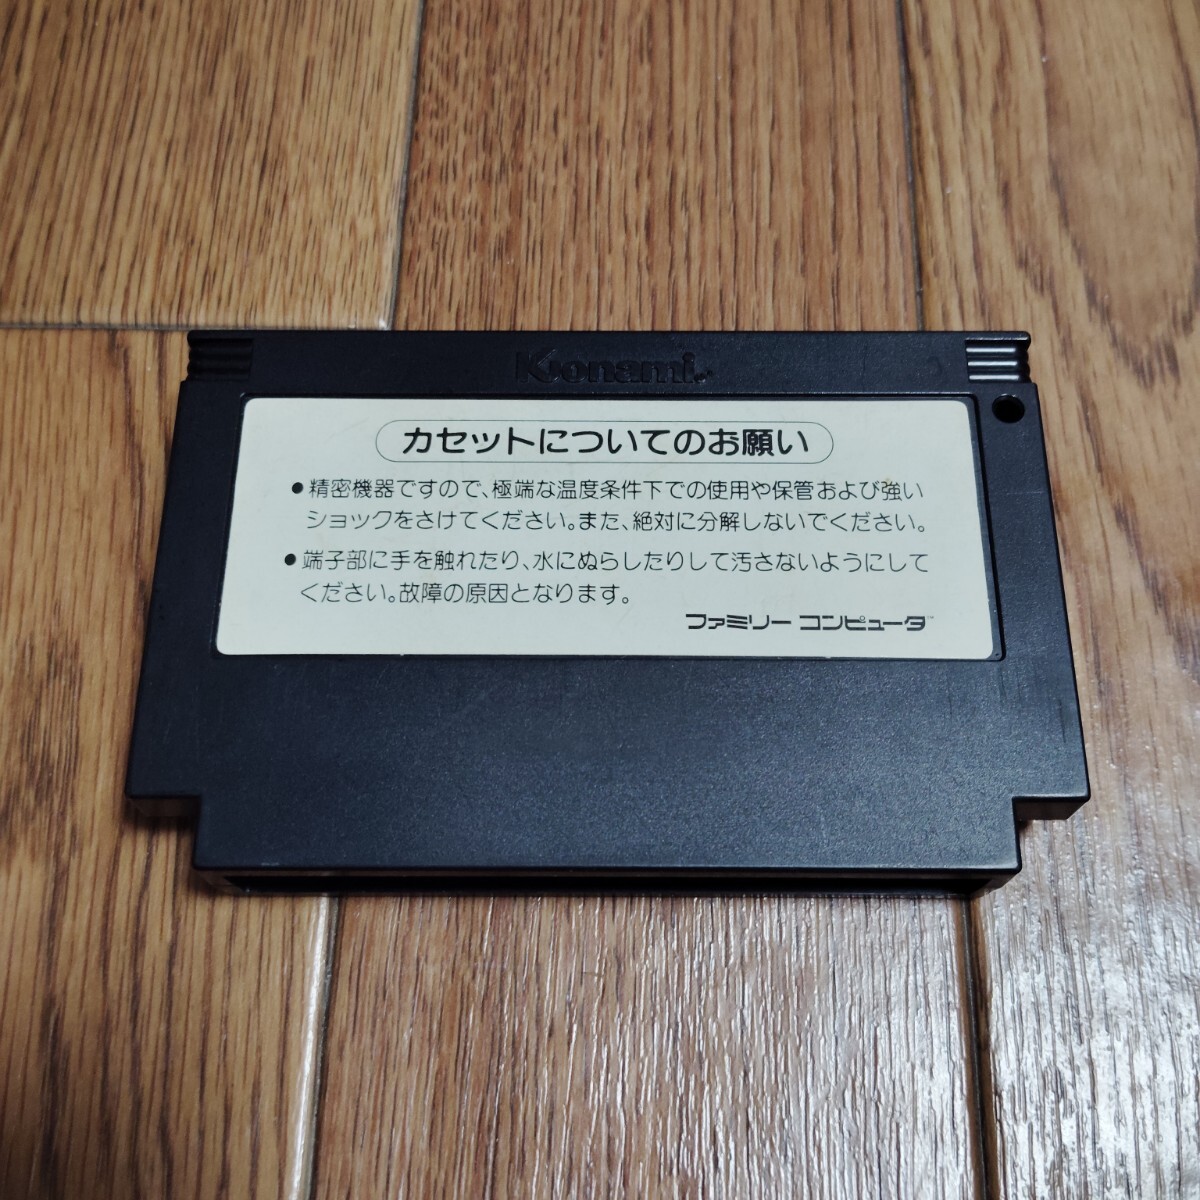 Konami
カセットについてのお願い
●精密機器ですので、極端な温度条件下での使用や保管および強い
ショックをさけてください。また、絶対に分解しないでください。
●端子部に手を触れたり、水にぬらしたりして汚さないようにして
ください。故障の原因となります。
ファミリー コンピュータ™